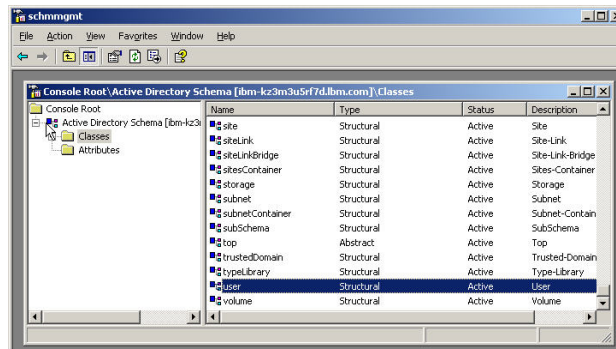 schmmgmt
File Action View Favorites Window Help
Console Root\Active Directory Schema [ibm-kz3m3u5rf7d.lbm.com]\Classes
Console Root
Active Directory Schema [ibm-kz3
Classes
Attributes
Name Type Status Description
site Structural Active Site
siteLink Structural Active Site-Link
siteLinkBridge Structural Active Site-Link-Bridge
sitesContainer Structural Active Sites-Container
storage Structural Active Storage
subnet Structural Active Subnet
subnetContainer Structural Active Subnet-Contain
subSchema Structural Active SubSchema
top Abstract Active Top
trustedDomain Structural Active Trusted-Domain
typeLibrary Structural Active Type-Library
user Structural Active User
volume Structural Active Volume